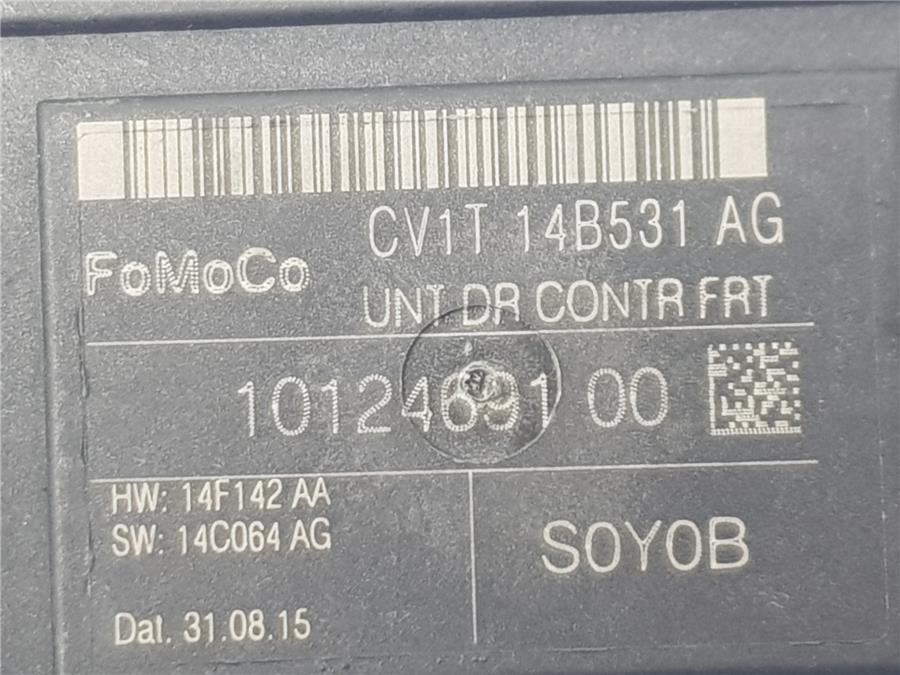 CV1T 14B531 AG
FoMoCo
UNT DR CONTR FRT
10124691 00
HW: 14F142 AA
SW: 14C064 AG
SOYOB
Dat. 31.08.15